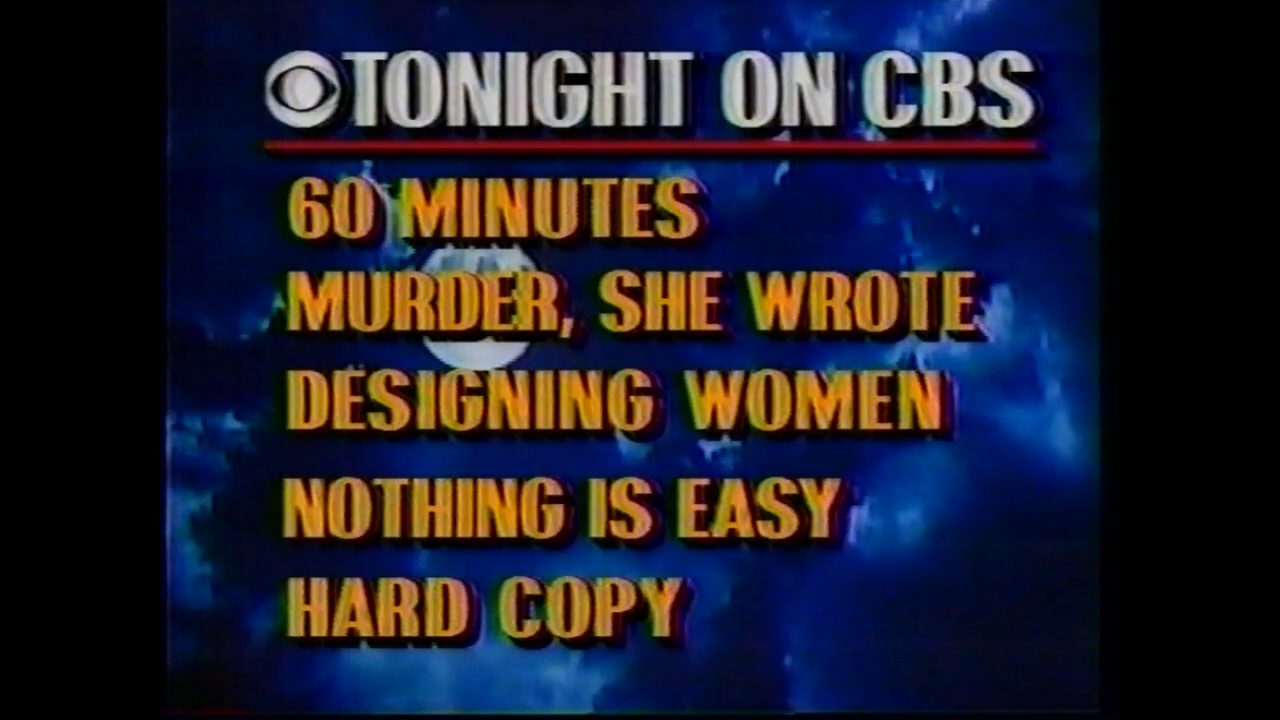 TONIGHT ON CBS
60 MINUTES
MURDER, SHE WROTE
DESIGNING WOMEN
NOTHING IS EASY
HARD COPY